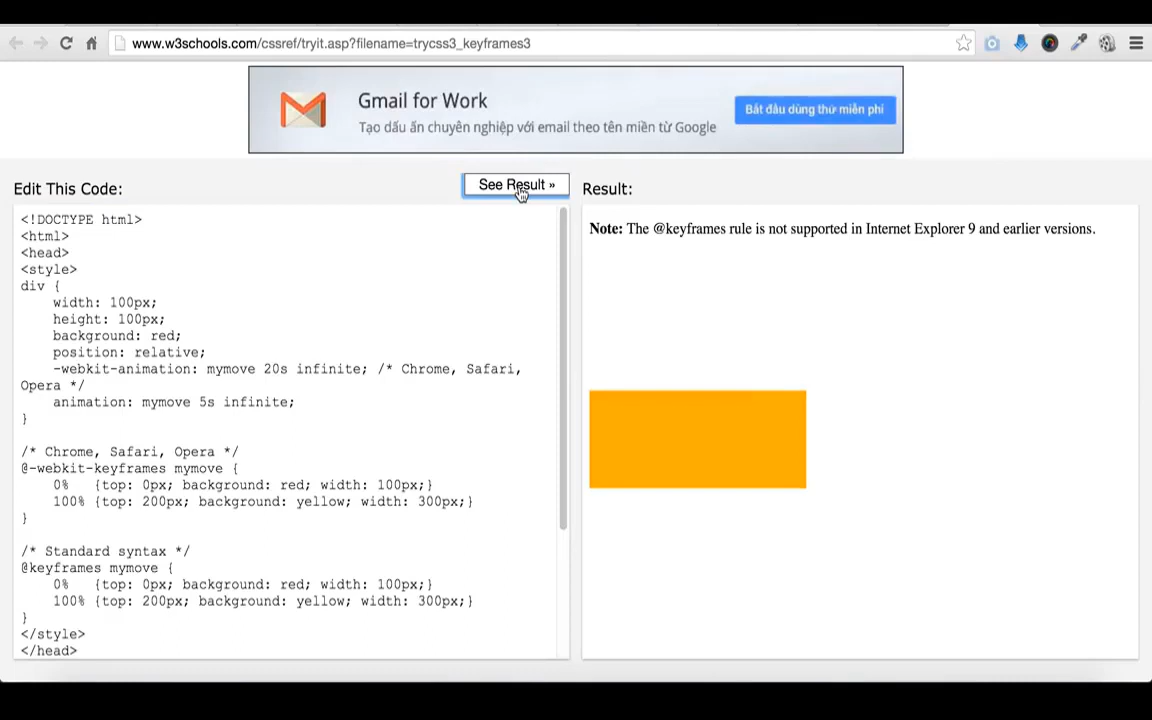 www.w3schools.com/cssref/tryit.asp?filename=trycss3_keyframes3
Gmail for Work
Tạo dấu ấn chuyên nghiệp với email theo tên miền từ Google
Bắt đầu dùng thử miễn phí
Edit This Code:
See Result »
Result:
<!DOCTYPE html>
<html>
<head>
<style>
div {
    width: 100px;
    height: 100px;
    background: red;
    position: relative;
    -webkit-animation: mymove 20s infinite; /* Chrome, Safari,
Opera */
    animation: mymove 5s infinite;
}
/* Chrome, Safari, Opera */
@-webkit-keyframes mymove {
    0%   {top: 0px; background: red; width: 100px;}
    100% {top: 200px; background: yellow; width: 300px;}
}
/* Standard syntax */
@keyframes mymove {
    0%   {top: 0px; background: red; width: 100px;}
    100% {top: 200px; background: yellow; width: 300px;}
}
</style>
</head>
Note: The @keyframes rule is not supported in Internet Explorer 9 and earlier versions.